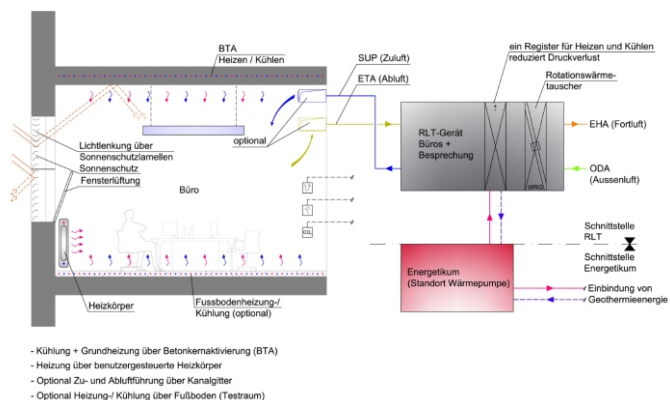 BTA
Heizen / Kühlen
SUP (Zuluft)
ETA (Abluft)
ein Register für Heizen und Kühlen
reduziert Druckverlust
Rotationswärme-
tauscher
optional
RLT-Gerät
Büros +
Besprechung
WRG
EHA (Fortluft)
ODA
(Aussenluft)
Lichtlenkung über
Sonnenschutzlamellen
Sonnenschutz
Fensterlüftung
Büro
Schnittstelle
RLT
Schnittstelle
Energetikum
Energetikum
(Standort Wärmepumpe)
Einbindung von
Geothermieenergie
Heizkörper
Fussbodenheizung-/
Kühlung (optional)
- Kühlung + Grundheizung über Betonkernaktivierung (BTA)
- Heizung über benutzergesteuerte Heizkörper
- Optional Zu- und Abluftführung über Kanalgitter
- Optional Heizung-/ Kühlung über Fußboden (Testraum)